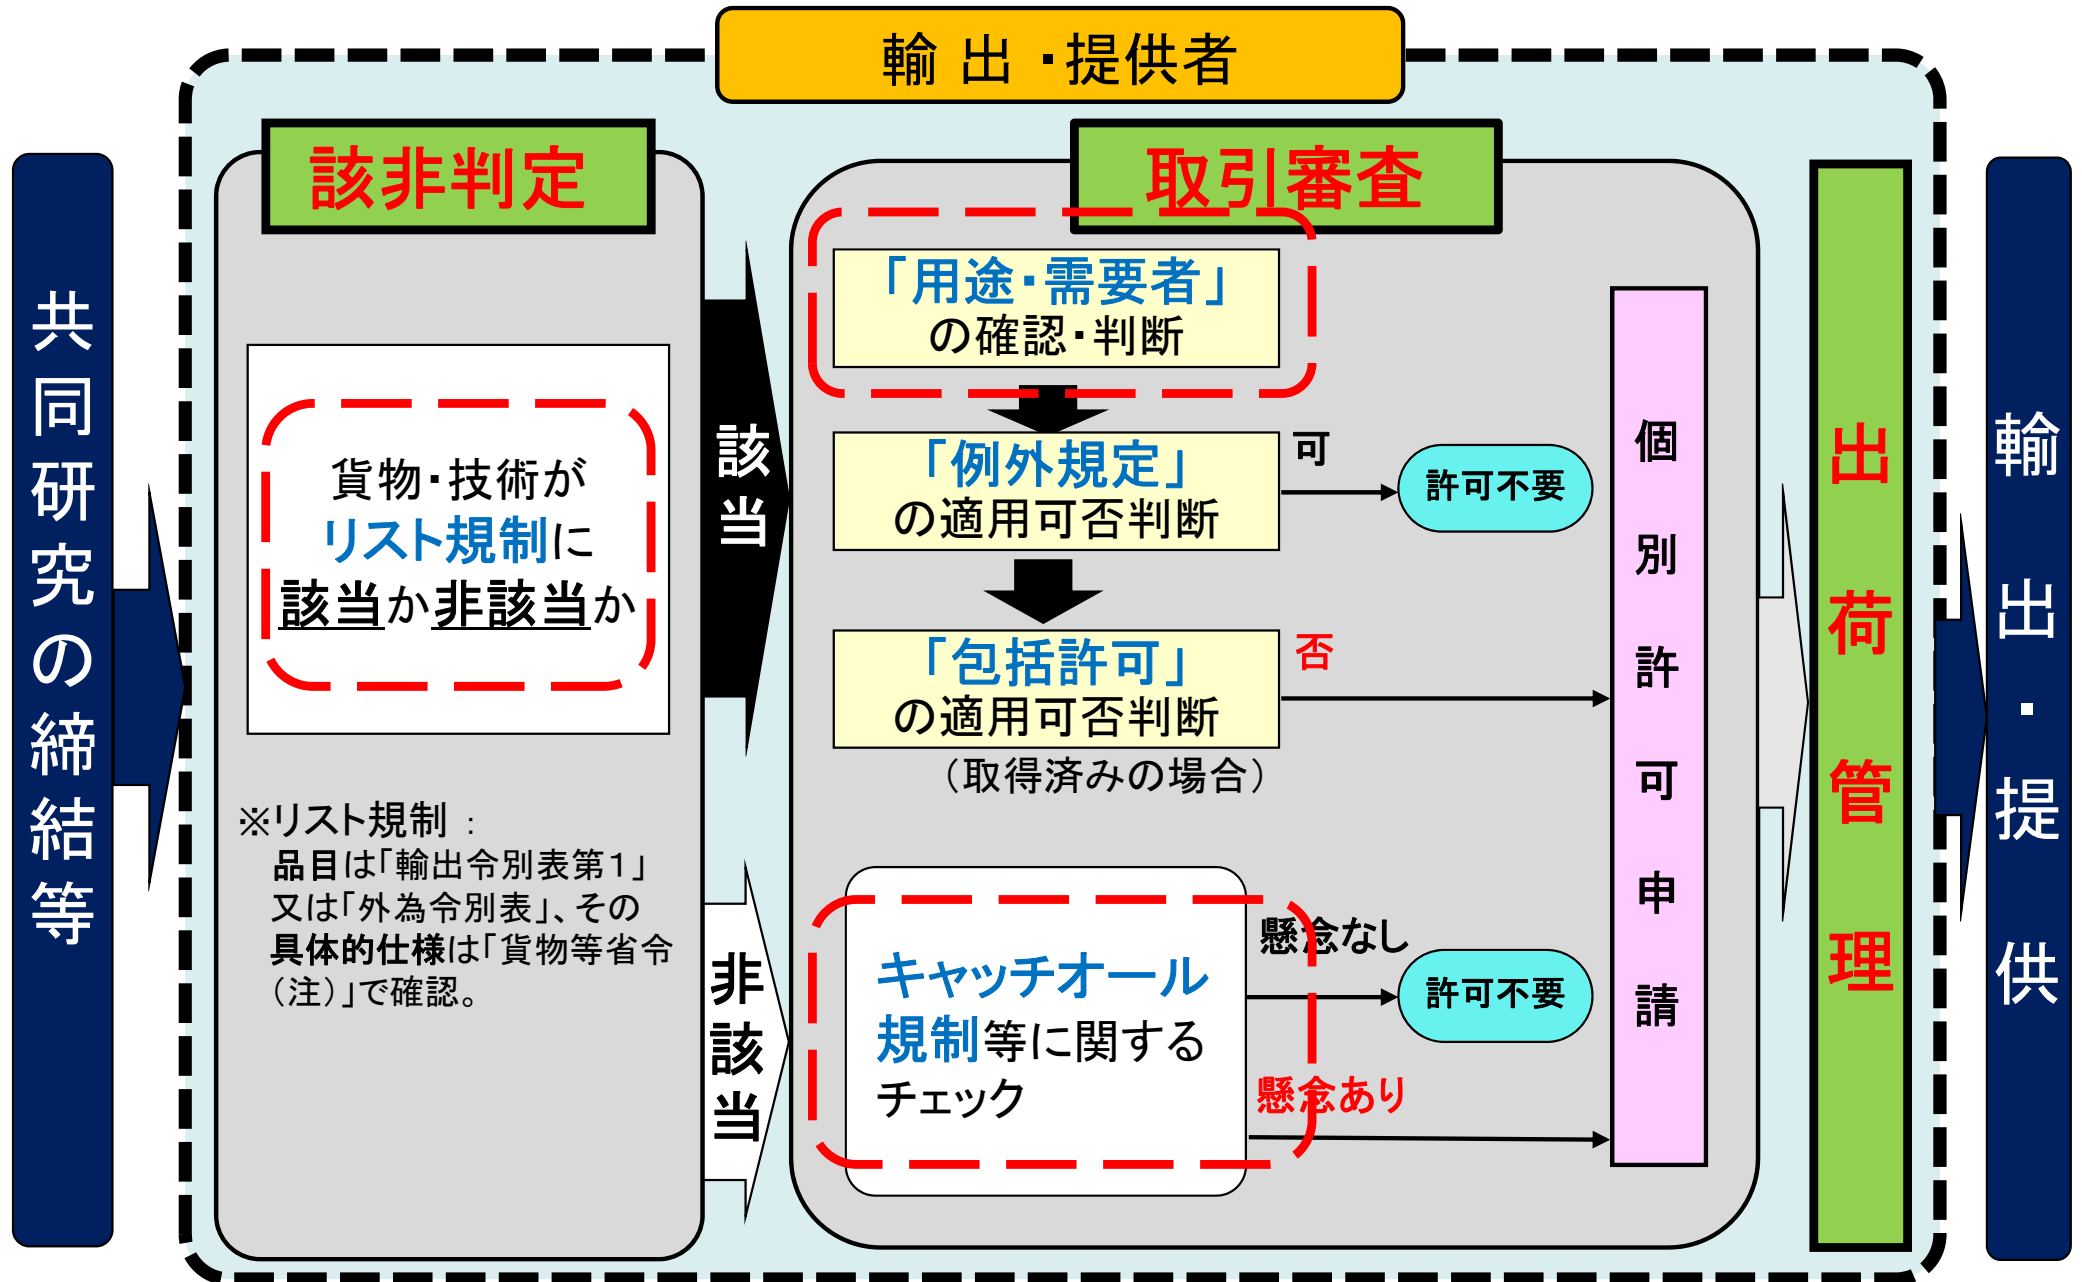 輸 出 ・提供者
共同研究の締結等
該非判定
貨物・技術が
リスト規制に
該当か非該当か
※リスト規制 :
品目は「輸出令別表第1」
又は「外為令別表」、その
具体的仕様は「貨物等省令
(注)」で確認。
該当
非該当
取引審査
「用途・需要者」
の確認・判断
「例外規定」
の適用可否判断
可
許可不要
「包括許可」
の適用可否判断
(取得済みの場合)
否
キャッチオール
規制等に関する
チェック
懸念なし
許可不要
懸念あり
個別許可申請
出荷管理
輸出・提供